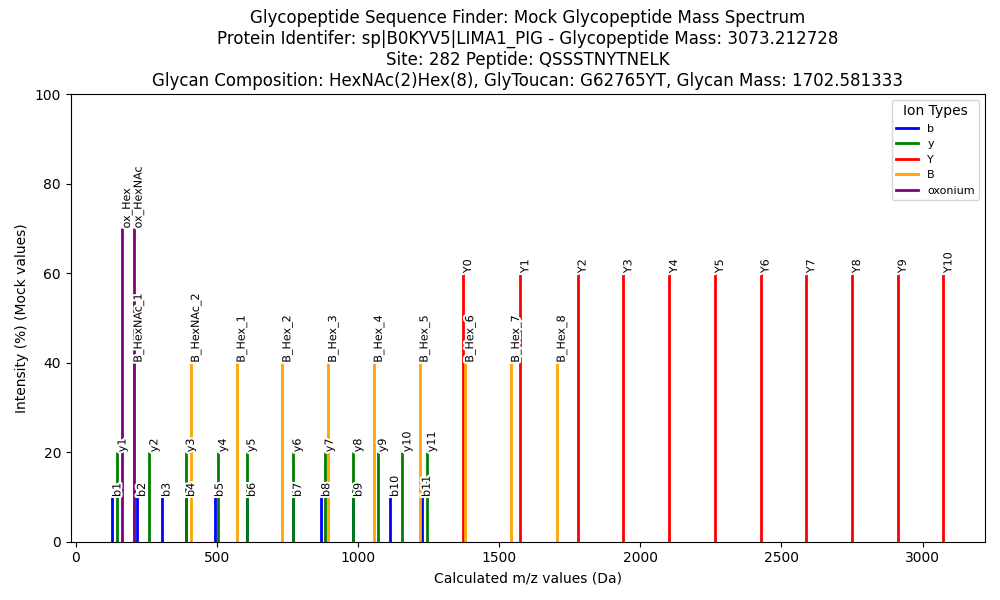 Glycopeptide Sequence Finder: Mock Glycopeptide Mass Spectrum
Protein Identifer: sp|B0KYV5|LIMA1_PIG - Glycopeptide Mass: 3073.212728
Site: 282 Peptide: QSSSTNYTNELK
Glycan Composition: HexNAc(2)Hex(8), GlyToucan: G62765YT, Glycan Mass: 1702.581333
100
80
60
40
20
0
Intensity (%) (Mock values)
Ion Types
b
y
Y
B
oxonium
ox_Hex
ox_HexNAc
Y0
Y1
Y2
Y3
Y4
Y5
Y6
Y7
Y8
Y9
Y10
B_HexNAc_1
B_HexNAc_2
B_Hex_1
B_Hex_2
B_Hex_3
B_Hex_4
B_Hex_5
B_Hex_6
B_Hex_7
B_Hex_8
y1
y2
y3
y4
y5
y6
y7
y8
y9
y10
y11
b1
b2
b3
b4
b5
b6
b7
b8
b9
b10
b11
0
500
1000
1500
2000
2500
3000
Calculated m/z values (Da)